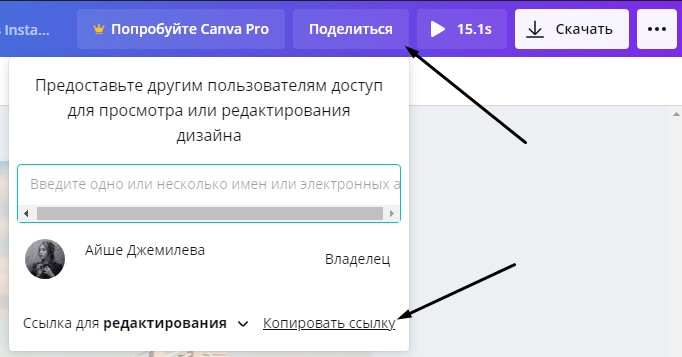 s Insta...
Попробуйте Canva Pro
Поделиться
15.1s
Скачать
Предоставьте другим пользователям доступ
для просмотра или редактирования
дизайна
Введите одно или несколько имен или электронных а
Айше Джемилева
Владелец
Ссылка для редактирования
Копировать ссылку